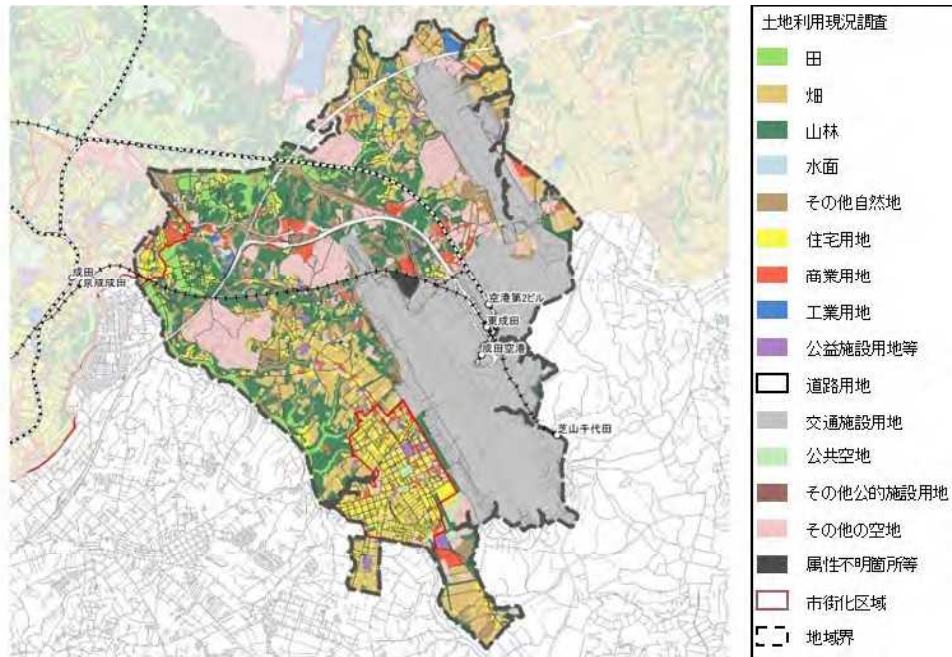 成田
京成成田
空港第2ビル
東成田
成田空港
芝山千代田
土地利用現況調査
田
畑
山林
水面
その他自然地
住宅用地
商業用地
工業用地
公益施設用地等
道路用地
交通施設用地
公共空地
その他公的施設用地
その他の空地
属性不明箇所等
市街化区域
地域界